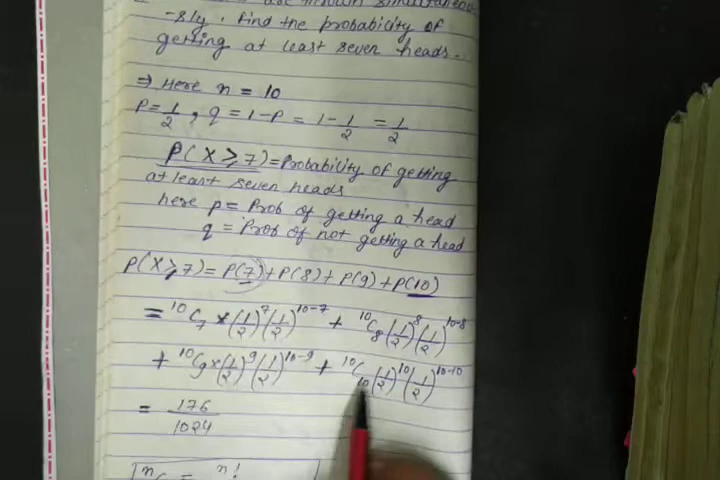 are thrown simultaneou
-sly. Find the probability of
getting at least seven heads.
⇒ Here n = 10
P = 1/2, q = 1-P = 1-1/2 = 1/2
P(X ≥ 7) = Probability of getting
at least seven heads
here p = Prob of getting a head
q = Prob of not getting a head
P(X ≥ 7) = P(7) + P(8) + P(9) + P(10)
= ¹⁰C₇ × (1/2)⁷ (1/2)¹⁰⁻⁷ + ¹⁰C₈ (1/2)⁸ (1/2)¹⁰⁻⁸
+ ¹⁰C₉ × (1/2)⁹ (1/2)¹⁰⁻⁹ + ¹⁰C₁₀ (1/2)¹⁰ (1/2)¹⁰⁻¹⁰
= 176/1024
ⁿC = n!